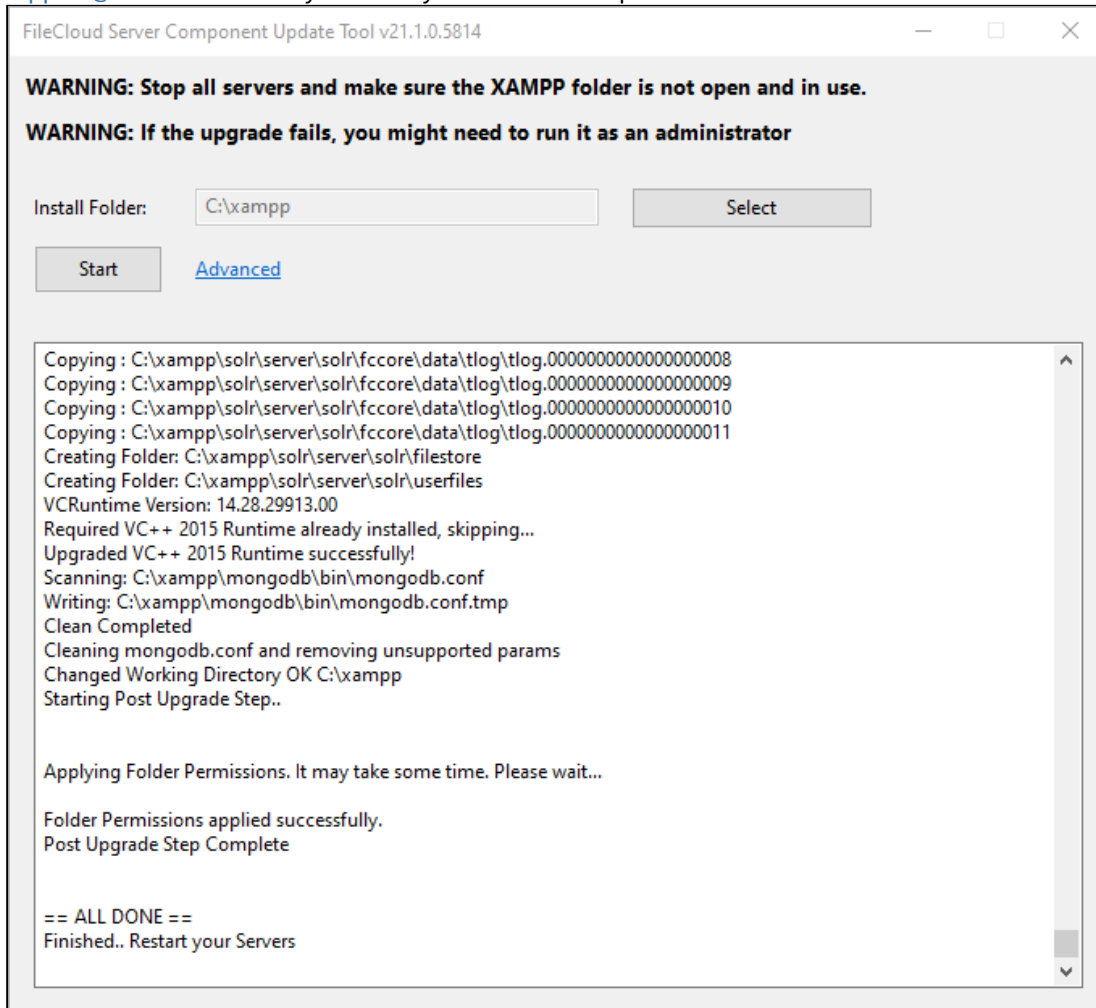 FileCloud Server Component Update Tool v21.1.0.5814
WARNING: Stop all servers and make sure the XAMPP folder is not open and in use.
WARNING: If the upgrade fails, you might need to run it as an administrator
Install Folder: C:\xampp Select
Start Advanced
Copying : C:\xampp\solr\server\solr\fccore\data\tlog\tlog.0000000000000000008
Copying : C:\xampp\solr\server\solr\fccore\data\tlog\tlog.0000000000000000009
Copying : C:\xampp\solr\server\solr\fccore\data\tlog\tlog.0000000000000000010
Copying : C:\xampp\solr\server\solr\fccore\data\tlog\tlog.0000000000000000011
Creating Folder: C:\xampp\solr\server\solr\filestore
Creating Folder: C:\xampp\solr\server\solr\userfiles
VCRuntime Version: 14.28.29913.00
Required VC++ 2015 Runtime already installed, skipping...
Upgraded VC++ 2015 Runtime successfully!
Scanning: C:\xampp\mongodb\bin\mongodb.conf
Writing: C:\xampp\mongodb\bin\mongodb.conf.tmp
Clean Completed
Cleaning mongodb.conf and removing unsupported params
Changed Working Directory OK C:\xampp
Starting Post Upgrade Step..
Applying Folder Permissions. It may take some time. Please wait...
Folder Permissions applied successfully.
Post Upgrade Step Complete
== ALL DONE ==
Finished.. Restart your Servers